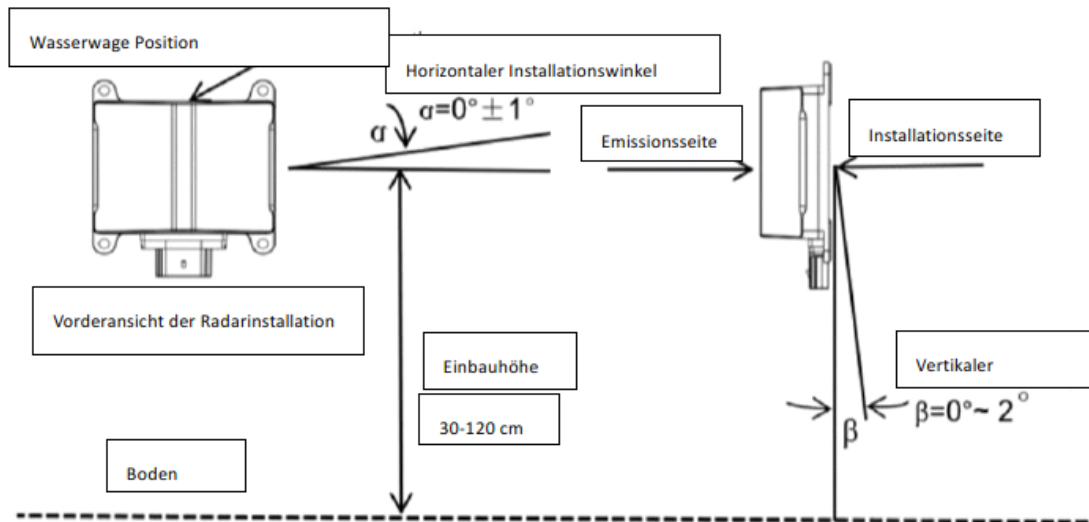 Wasserwage Position
Horizontaler Installationswinkel
α=0°±1°
α
Emissionsseite
Installationsseite
Vorderansicht der Radarinstallation
Einbauhöhe
30-120 cm
Vertikaler
β=0°~2°
β
Boden